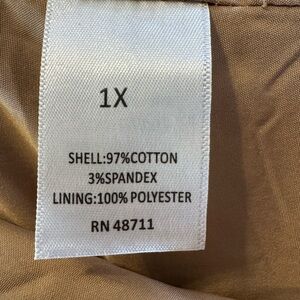 1X
SHELL:97%COTTON
3%SPANDEX
LINING:100% POLYESTER
RN 48711